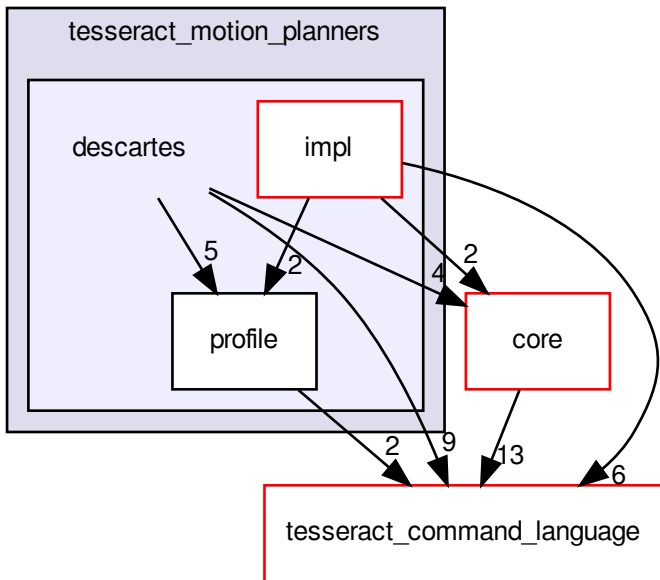 tesseract_motion_planners
descartes
impl
5
2
2
4
profile
core
2
9
13
6
tesseract_command_language